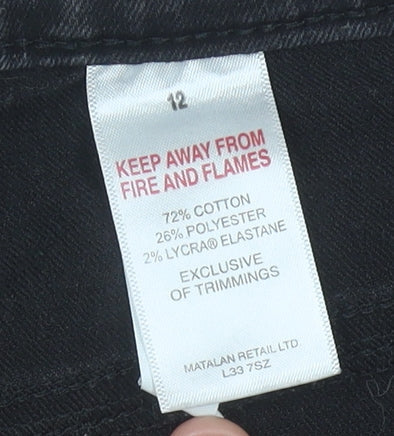 12
KEEP AWAY FROM
FIRE AND FLAMES
72% COTTON
26% POLYESTER
2% LYCRA® ELASTANE
EXCLUSIVE
OF TRIMMINGS
MATALAN RETAIL LTD
L33 7SZ